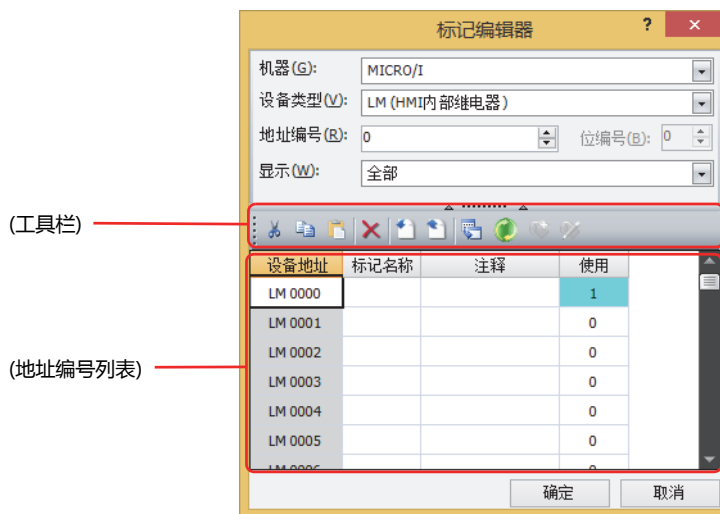 标记编辑器 ? ×
机器(G): MICRO/I
设备类型(V): LM (HMI内部继电器)
地址编号(R): 0 位编号(B): 0
显示(W): 全部
(工具栏)
设备地址 标记名称 注释 使用
LM 0000 1
LM 0001 0
LM 0002 0
(地址编号列表)
LM 0003 0
LM 0004 0
LM 0005 0
LM 0006 0
确定 取消